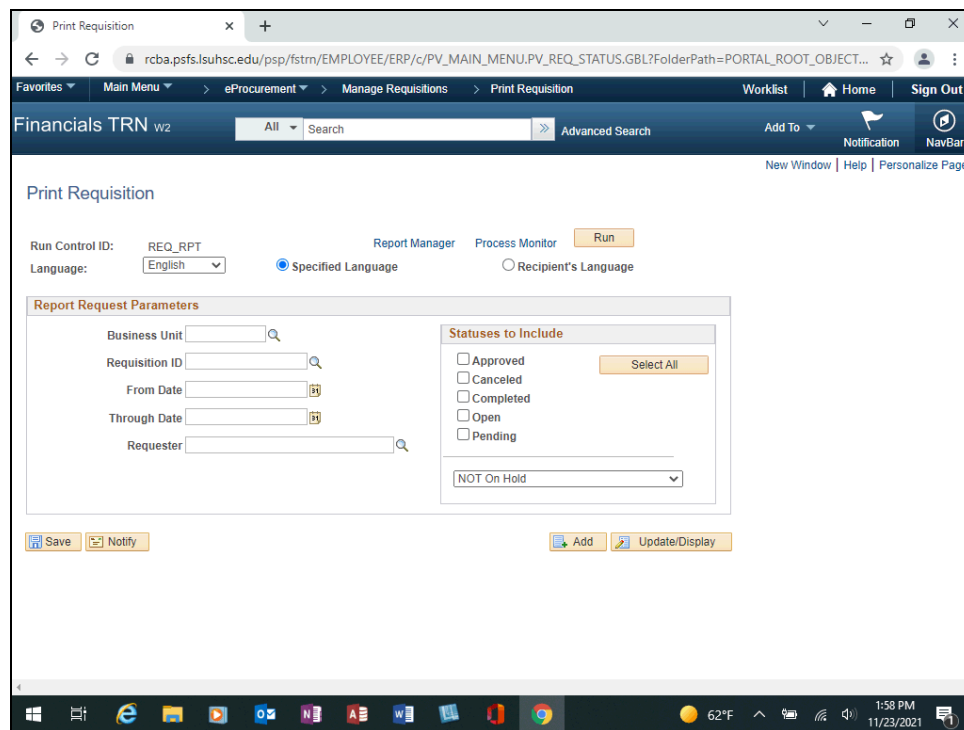 Print Requisition
rcba.psfs.lsuhsc.edu/psp/fstrn/EMPLOYEE/ERP/c/PV_MAIN_MENU.PV_REQ_STATUS.GBL?FolderPath=PORTAL_ROOT_OBJECT...
Favorites Main Menu > eProcurement > Manage Requisitions > Print Requisition Worklist Home Sign Out
Financials TRN W2 All Search Advanced Search Add To Notification NavBar
New Window | Help | Personalize Page
Print Requisition
Run Control ID: REQ_RPT Report Manager Process Monitor Run
Language: English Specified Language Recipient's Language
Report Request Parameters
Business Unit
Requisition ID
From Date 31
Through Date 31
Requester
Statuses to Include
Approved Select All
Canceled
Completed
Open
Pending
NOT On Hold
Save Notify Add Update/Display
62°F 1:58 PM
11/23/2021